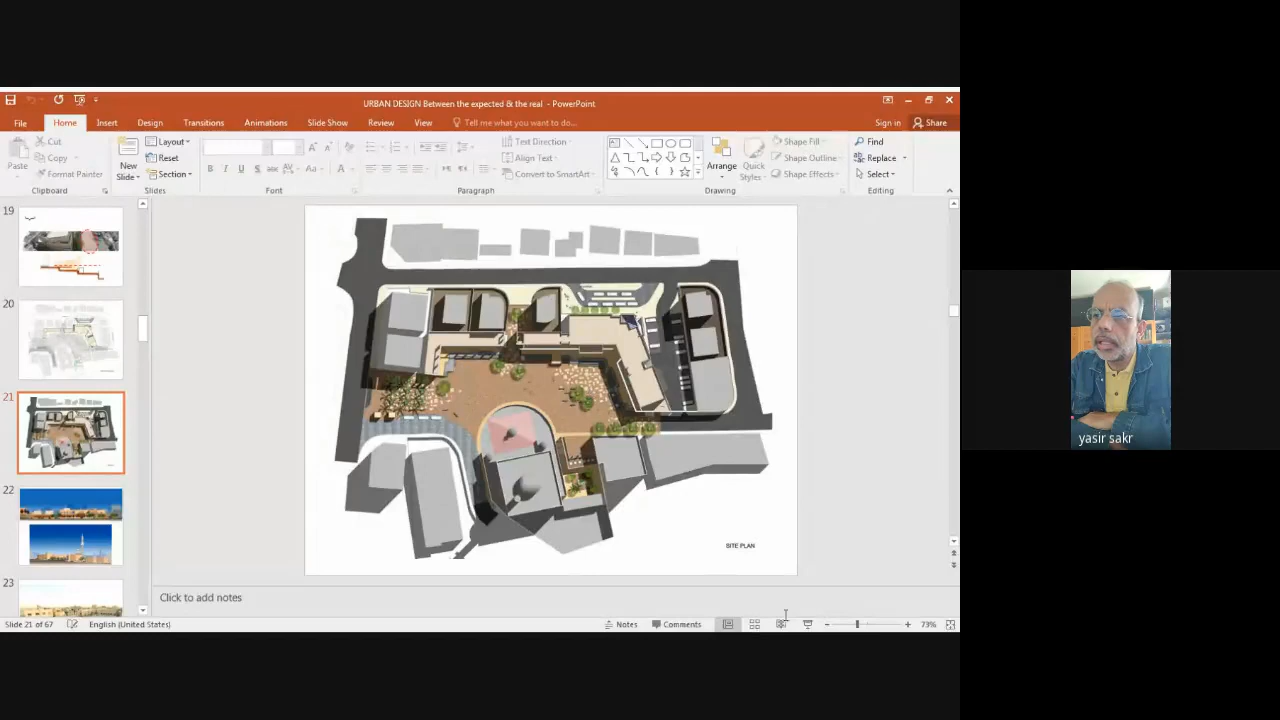 URBAN DESIGN Between the expected & the real - PowerPoint
File Home Insert Design Transitions Animations Slide Show Review View Tell me what you want to do... Sign in Share
Cut Layout Text Direction Shape Fill Find
Copy Reset Align Text Shape Outline Replace
Paste Format Painter New Slide Section Convert to SmartArt Arrange Quick Styles Shape Effects Select
Clipboard Slides Font Paragraph Drawing Editing
19
20
21
22
23
SITE PLAN
Click to add notes
Slide 21 of 67 English (United States) Notes Comments 73%
yasir sakr